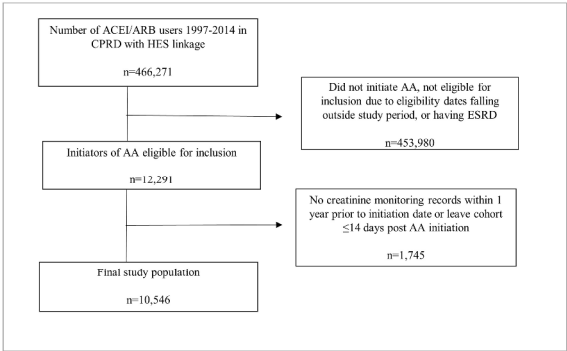 Number of ACEI/ARB users 1997-2014 in
CPRD with HES linkage
n=466,271
Did not initiate AA, not eligible for
inclusion due to eligibility dates falling
outside study period, or having ESRD
n=453,980
Initiators of AA eligible for inclusion
n=12,291
No creatinine monitoring records within 1
year prior to initiation date or leave cohort
≤14 days post AA initiation
n=1,745
Final study population
n=10,546